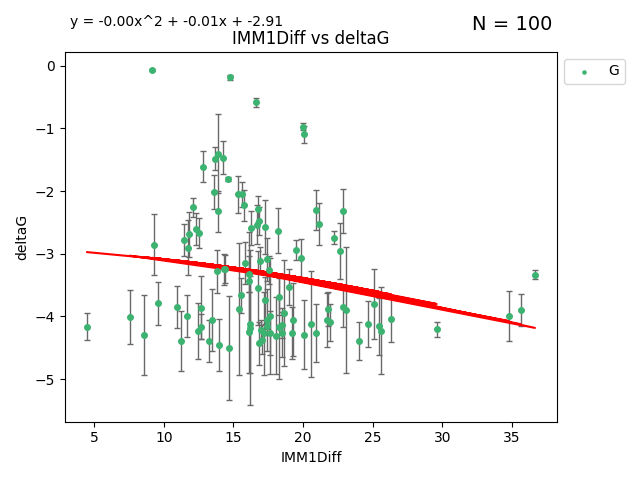 y = -0.00x^2 + -0.01x + -2.91
N = 100
IMM1Diff vs deltaG
G
deltaG
0
−1
−2
−3
−4
−5
5 10 15 20 25 30 35
IMM1Diff